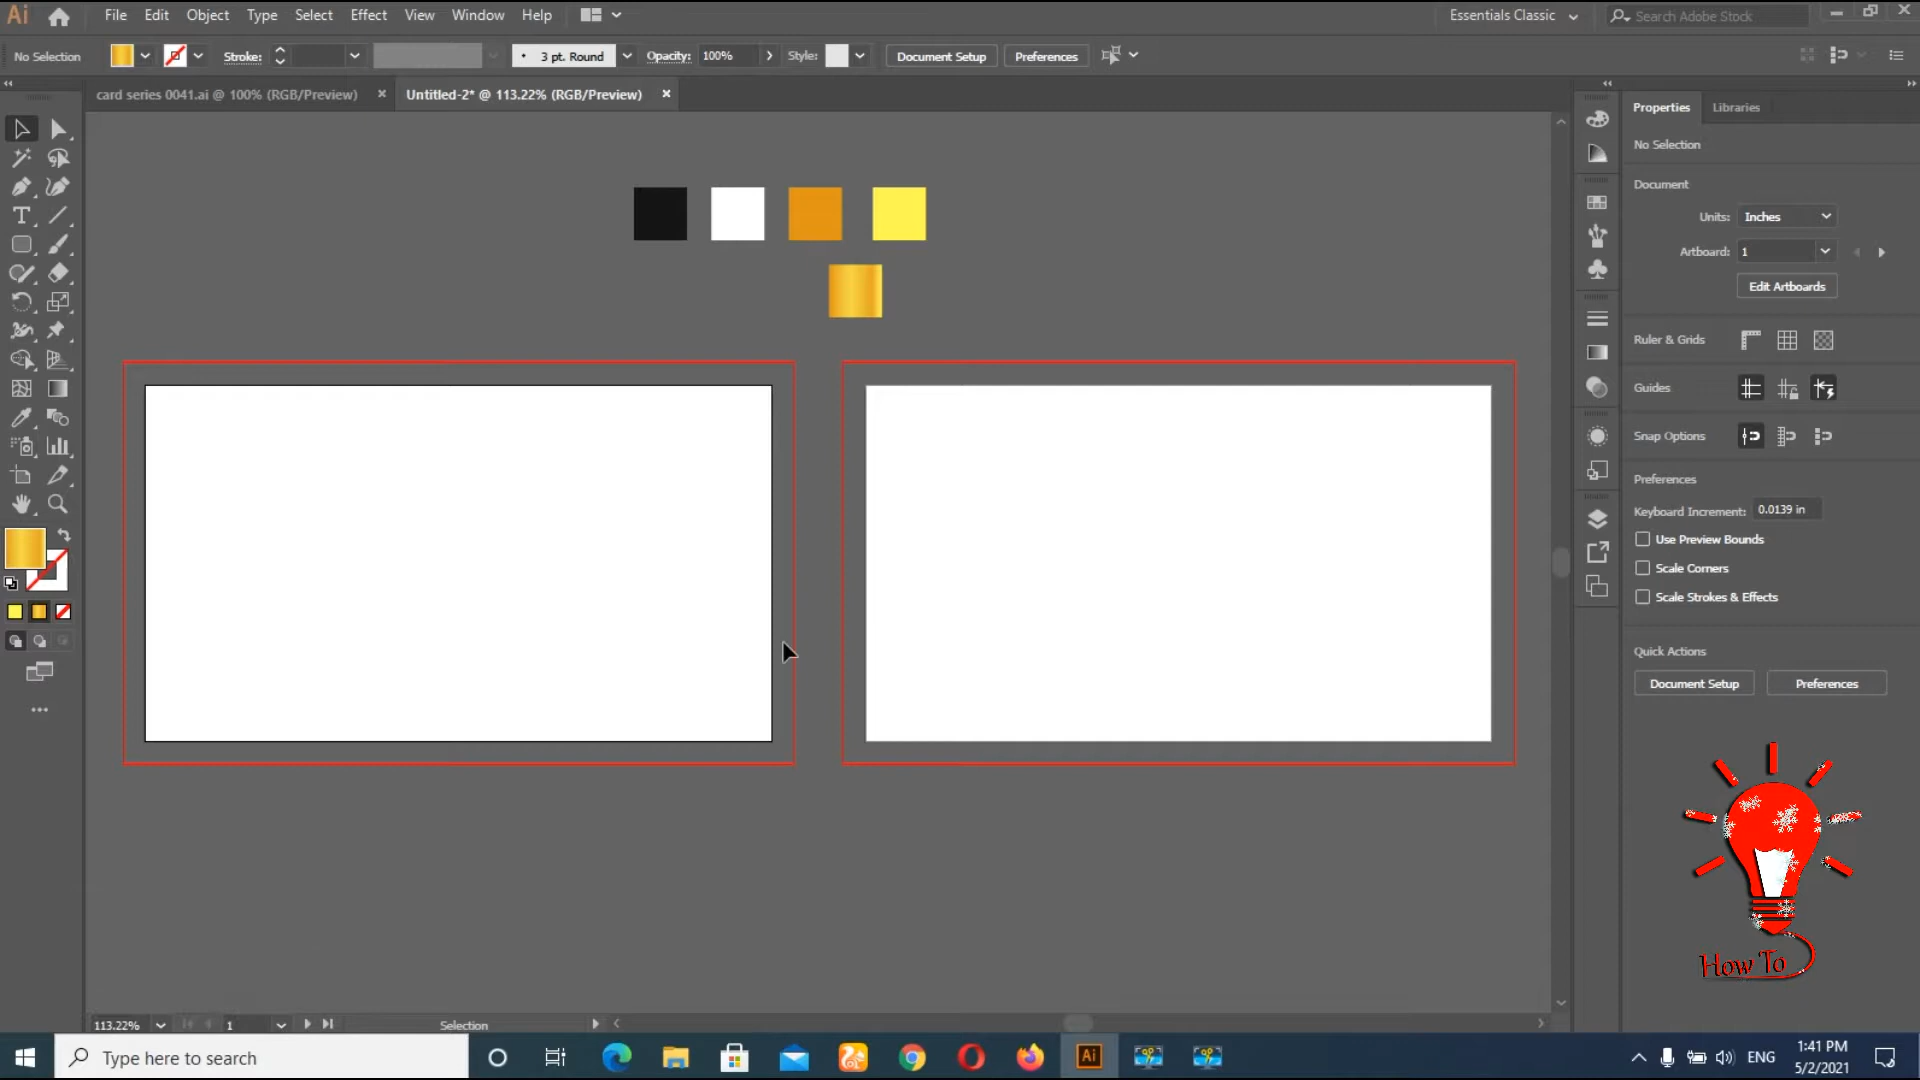 Ai File Edit Object Type Select Effect View Window Help Essentials Classic Search Adobe Stock
No Selection Stroke: 3 pt. Round Opacity: 100% Style: Document Setup Preferences
card series 0041.ai @ 100% (RGB/Preview) × Untitled-2* @ 113.22% (RGB/Preview) ×
Properties Libraries
No Selection
Document
Units: Inches
Artboard: 1
Edit Artboards
Ruler & Grids
Guides
Snap Options
Preferences
Keyboard Increment: 0.0139 in
Use Preview Bounds
Scale Corners
Scale Strokes & Effects
Quick Actions
Document Setup Preferences
How To
113.22% 1 Selection
Type here to search
Ai
ENG
1:41 PM
5/2/2021